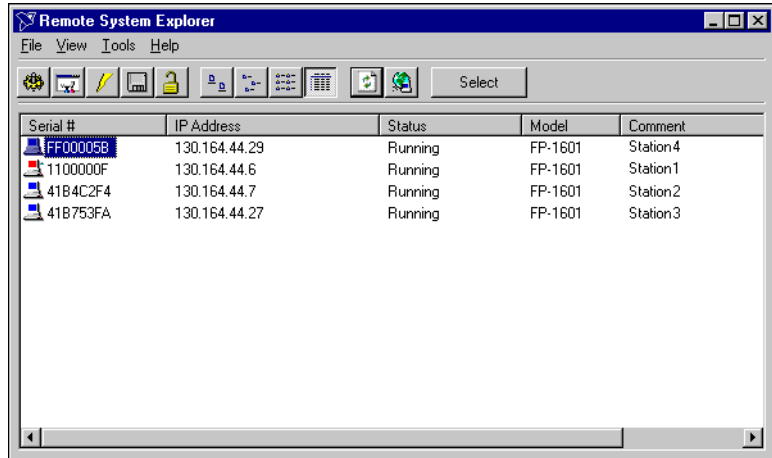 Remote System Explorer
File View Tools Help
Select
Serial # IP Address Status Model Comment
FF00005B 130.164.44.29 Running FP-1601 Station4
1100000F 130.164.44.6 Running FP-1601 Station1
41B4C2F4 130.164.44.7 Running FP-1601 Station2
41B753FA 130.164.44.27 Running FP-1601 Station3